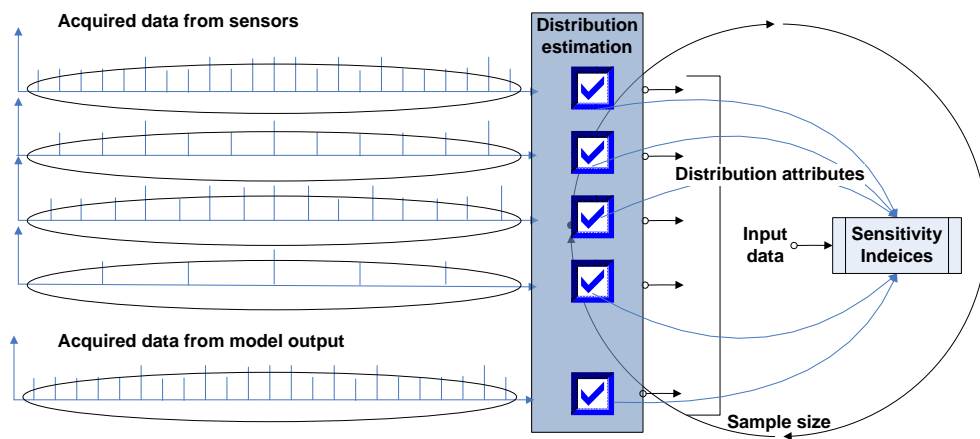 Acquired data from sensors
Distribution
estimation
Distribution attributes
Input
data
Sensitivity
Indeices
Acquired data from model output
Sample size